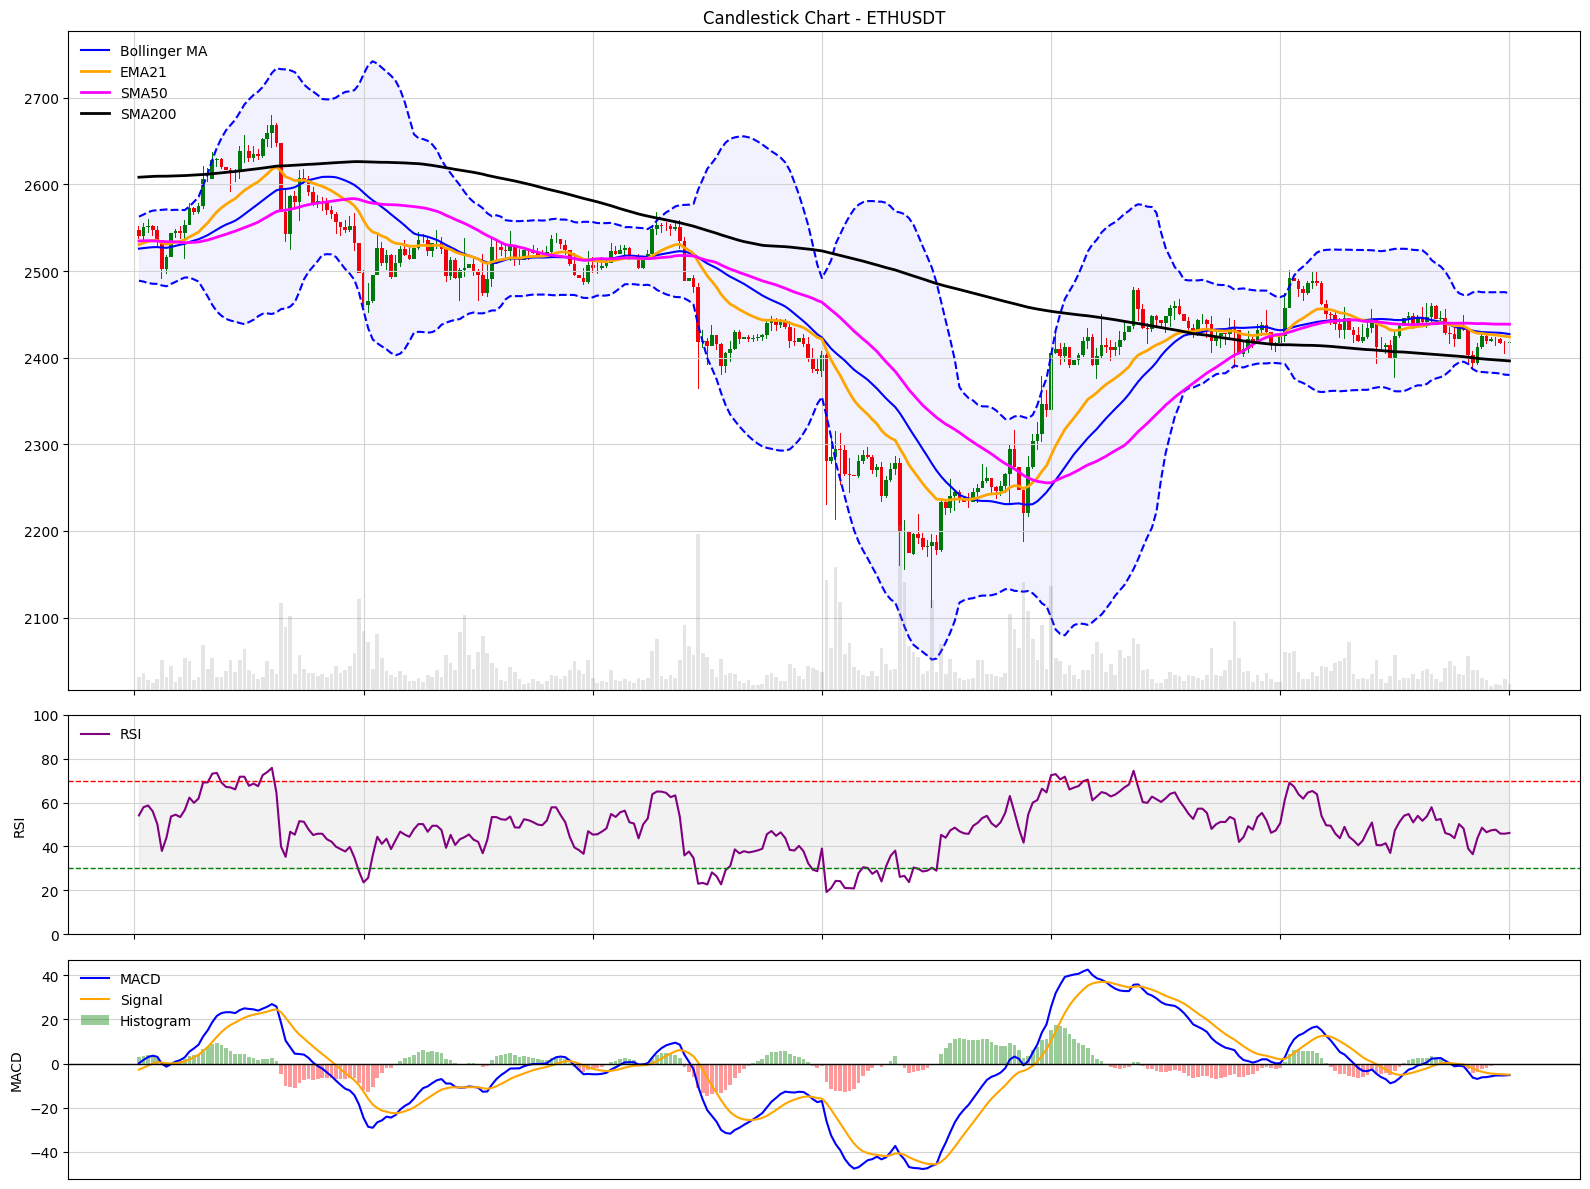 Candlestick Chart - ETHUSDT
Bollinger MA
EMA21
SMA50
SMA200
2700
2600
2500
2400
2300
2200
2100
RSI
100
80
60
40
20
0
RSI
MACD
Signal
Histogram
40
20
0
−20
−40
MACD